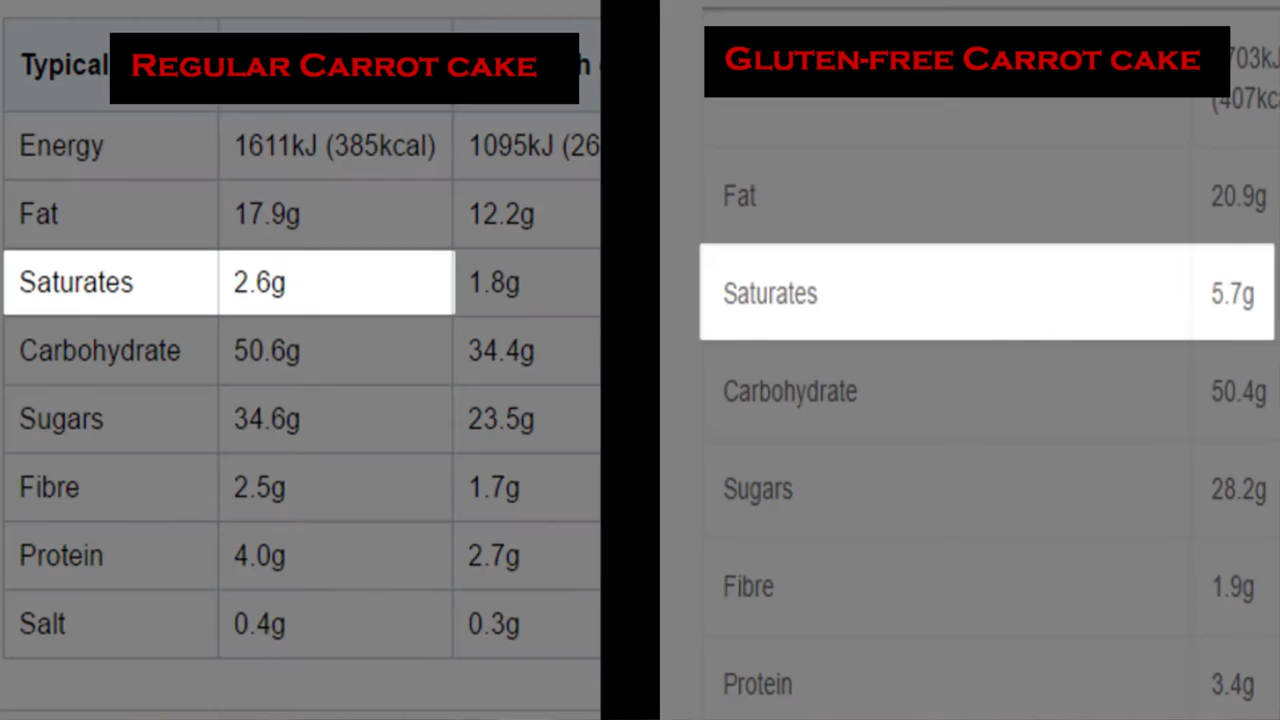 REGULAR CARROT CAKE
Typical
Energy 1611kJ (385kcal) 1095kJ (26
Fat 17.9g 12.2g
Saturates 2.6g 1.8g
Carbohydrate 50.6g 34.4g
Sugars 34.6g 23.5g
Fibre 2.5g 1.7g
Protein 4.0g 2.7g
Salt 0.4g 0.3g
GLUTEN-FREE CARROT CAKE
703kJ
(407kc
Fat 20.9g
Saturates 5.7g
Carbohydrate 50.4g
Sugars 28.2g
Fibre 1.9g
Protein 3.4g